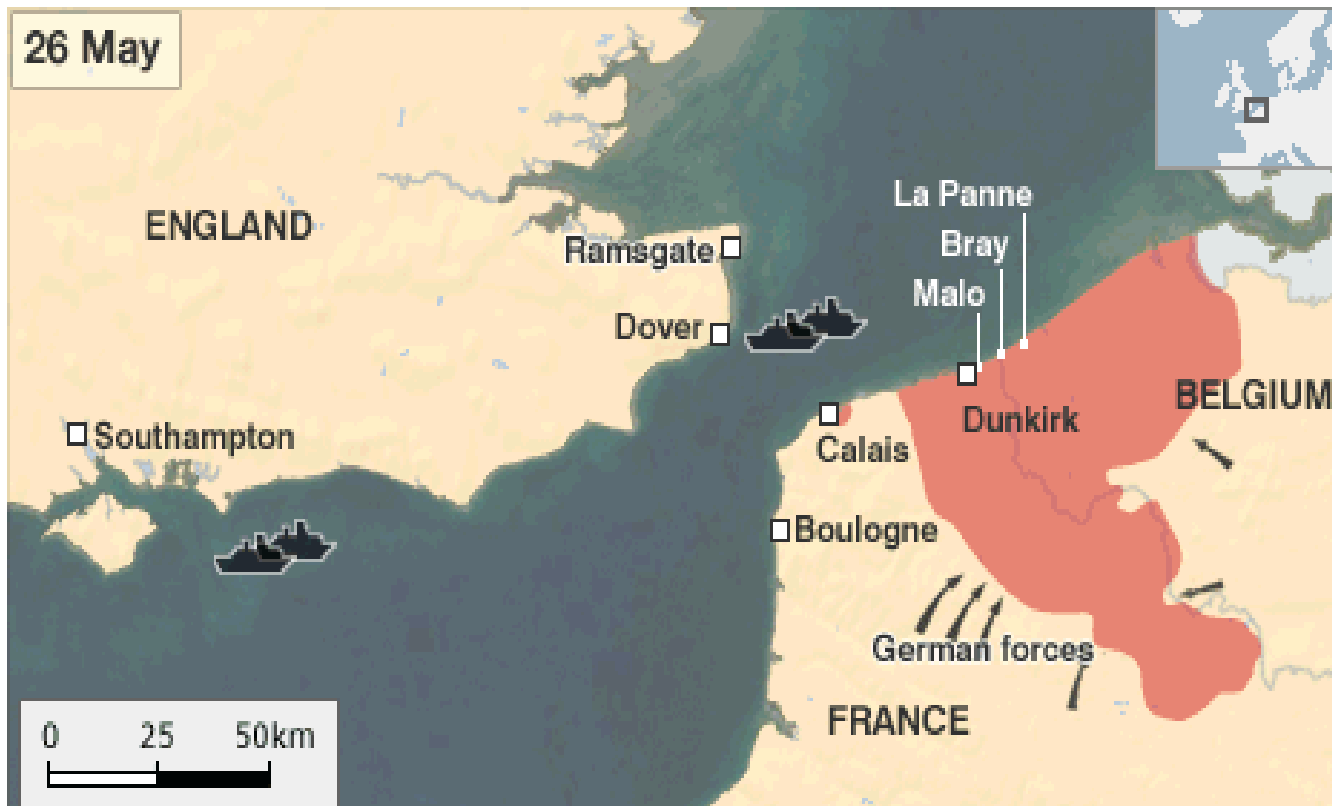 26 May
La Panne
ENGLAND
Bray
Ramsgate
Malo
Dover
BELGIUM
Dunkirk
Southampton
Calais
Boulogne
German forces
FRANCE
0 25 50km